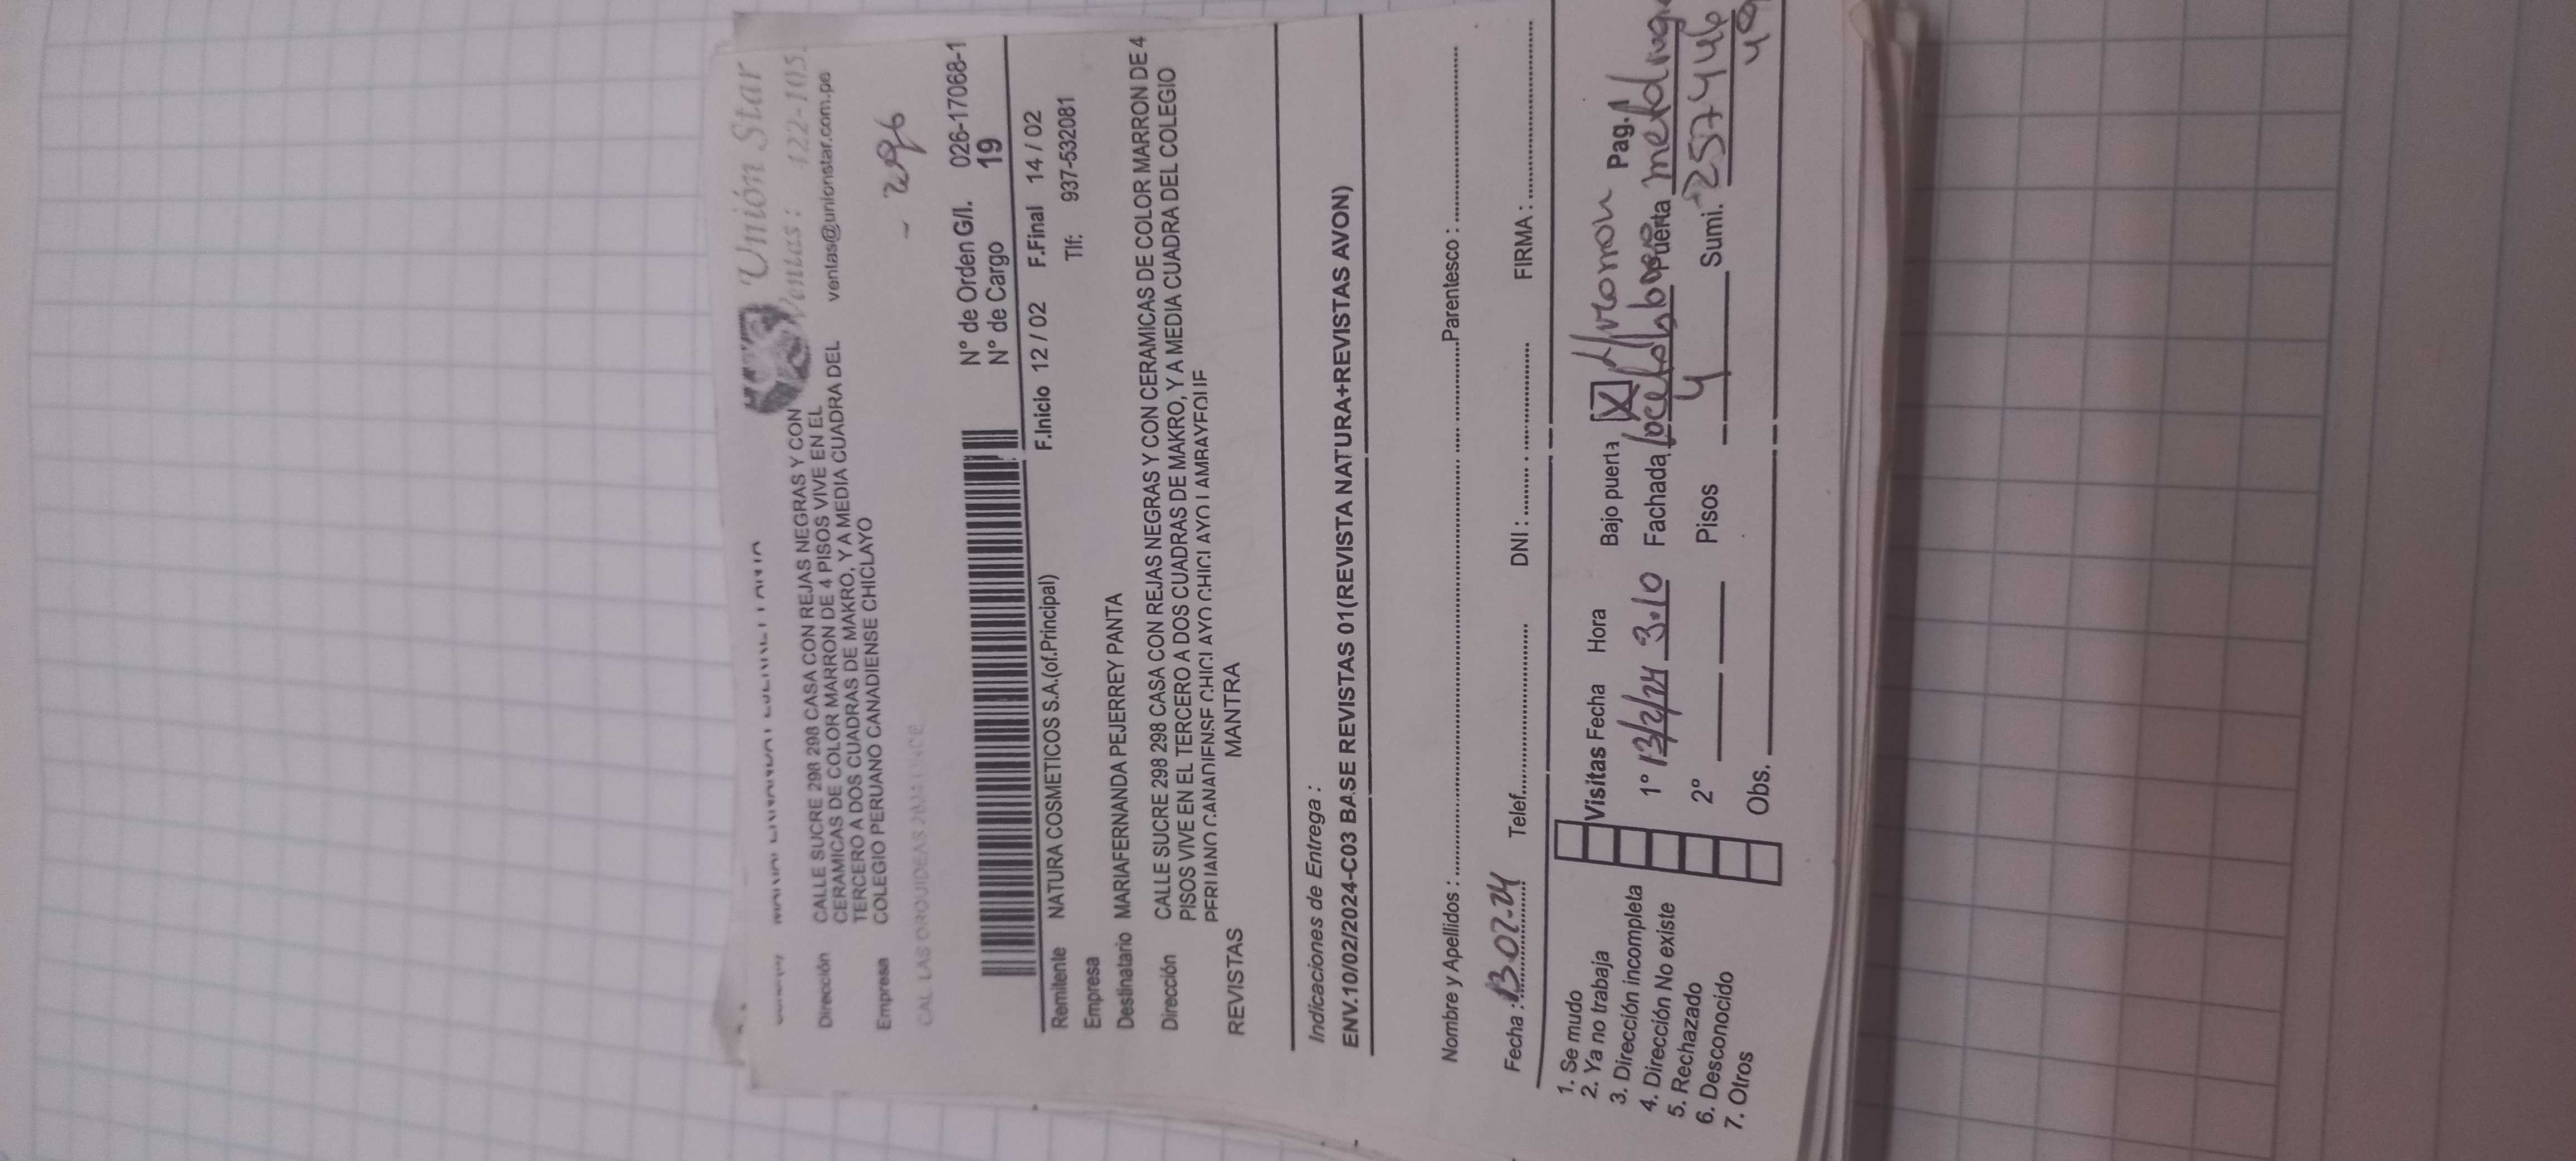 Unión Star
Ventas: 122-105
ventas@unionstar.com.pe
Dirección CALLE SUCRE 298 298 298 CASA CON REJAS NEGRAS Y CON
CERAMICAS DE COLOR MARRON DE 4 PISOS VIVE EN EL
TERCERO A DOS CUADRAS DE MAKRO, Y A MEDIA CUADRA DEL
Empresa COLEGIO PERUANO CANADIENSE CHICLAYO
N° de Orden G/I. 026-17068-1
N° de Cargo 19
F.Inicio 12 / 02 F.Final 14 / 02
Remitente NATURA COSMETICOS S.A.(of.Principal) Tlf: 937-532081
Empresa
Destinatario MARIAFERNANDA PEJERREY PANTA
Dirección CALLE SUCRE 298 298 CASA CON REJAS NEGRAS Y CON CERAMICAS DE COLOR MARRON DE 4
PISOS VIVE EN EL TERCERO A DOS CUADRAS DE MAKRO, Y A MEDIA CUADRA DEL COLEGIO
PERUANO CANADIENSE CHICLAYO CHICLAYO LAMBAYEQUE
REVISTAS MANTRA
Indicaciones de Entrega :
ENV.10/02/2024-C03 BASE REVISTAS 01(REVISTA NATURA+REVISTAS AVON)
Nombre y Apellidos : Parentesco :
Fecha : 13.02.24 Telef. DNI : FIRMA :
1. Se mudo
2. Ya no trabaja
3. Dirección incompleta
4. Dirección No existe
5. Rechazado
6. Desconocido
7. Otros
Visitas Fecha Hora Bajo puerta X Pag.
1° 13/2/24 3.10 Fachada Puerta
2° Pisos 4 Sumi. 2557446
Obs.